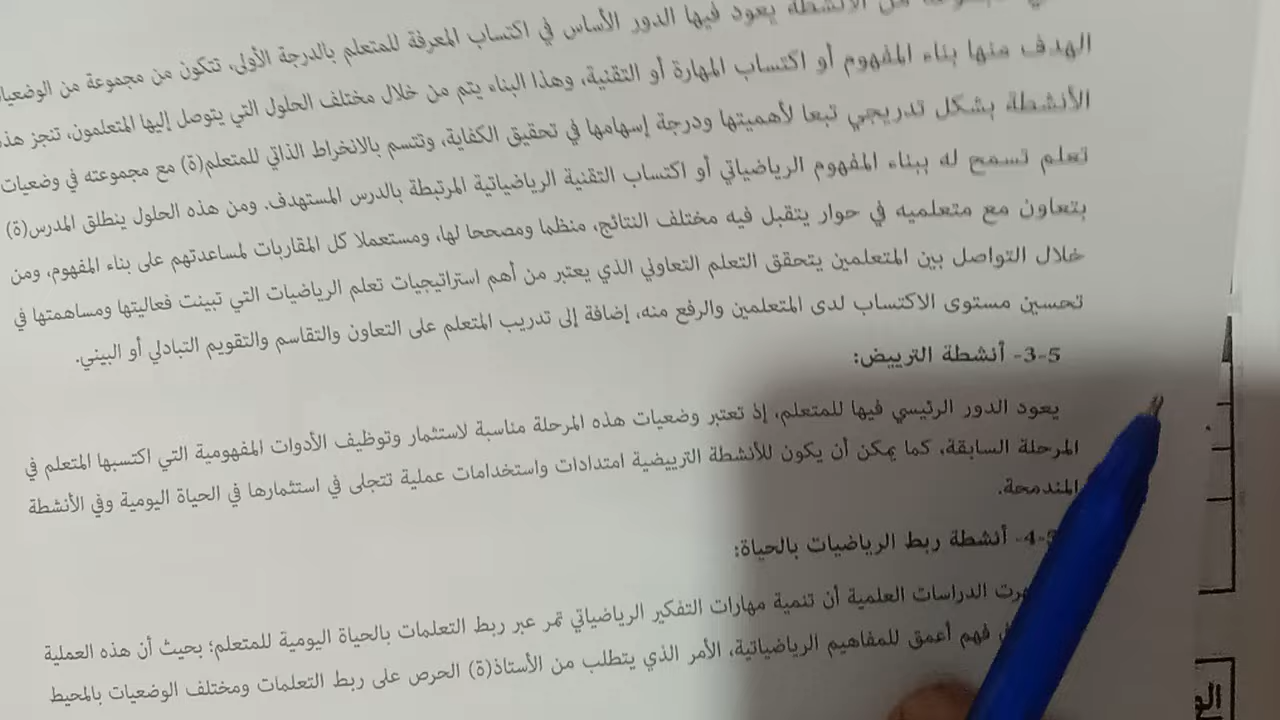 الأنشطة يعود فيها الدور الأساس في اكتساب المعرفة للمتعلم بالدرجة الأولى، تتكون من مجموعة من
الهدف منها بناء المفهوم أو اكتساب المهارة أو التقنية، وهذا البناء يتم من خلال مختلف الحلول التي يتوصل إليها المتعلمون، تنجز
الأنشطة بشكل تدريجي تبعا لأهميتها ودرجة إسهامها في تحقيق الكفاية، وتتسم بالانخراط الذاتي للمتعلم(ة) مع مجموعته في وضعيات
تعلم تسمح له ببناء المفهوم الرياضياتي أو اكتساب التقنية الرياضياتية المرتبطة بالدرس المستهدف. ومن هذه الحلول ينطلق المدرس(ة)
بتعاون مع متعلميه في حوار يتقبل فيه مختلف النتائج، منظما ومصححا لها، ومستعملا كل المقاربات لمساعدتهم على بناء المفهوم، ومن
خلال التواصل بين المتعلمين يتحقق التعلم التعاوني الذي يعتبر من أهم استراتيجيات تعلم الرياضيات التي تبينت فعاليتها ومساهمتها في
تحسين مستوى الاكتساب لدى المتعلمين والرفع منه، إضافة إلى تدريب المتعلم على التعاون والتقاسم والتقويم التبادلي أو البيني.
5-3- أنشطة الترييض:
يعود الدور الرئيسي فيها للمتعلم، إذ تعتبر وضعيات هذه المرحلة مناسبة لاستثمار وتوظيف الأدوات المفهومية التي اكتسبها المتعلم في
المرحلة السابقة، كما يمكن أن يكون للأنشطة الترييضية امتدادات واستخدامات عملية تتجلى في استثمارها في الحياة اليومية وفي الأنشطة
المندمجة.
4- أنشطة ربط الرياضيات بالحياة:
الدراسات العلمية أن تنمية مهارات التفكير الرياضياتي تمر عبر ربط التعلمات بالحياة اليومية للمتعلم؛ بحيث أن هذه العملية
فهم أعمق للمفاهيم الرياضياتية، الأمر الذي يتطلب من الأستاذ(ة) الحرص على ربط التعلمات ومختلف الوضعيات بالمحيط